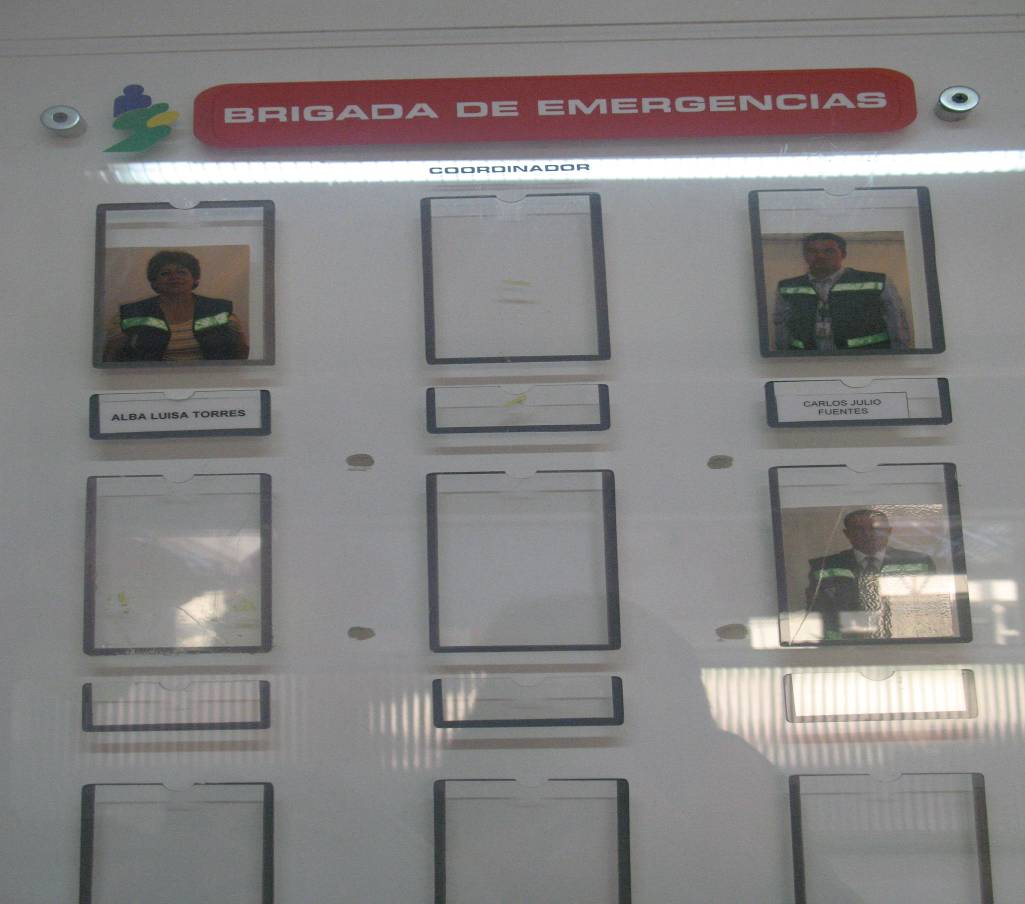 BRIGADA DE EMERGENCIAS
COORDINADOR
ALBA LUISA TORRES
CARLOS JULIO
FUENTES